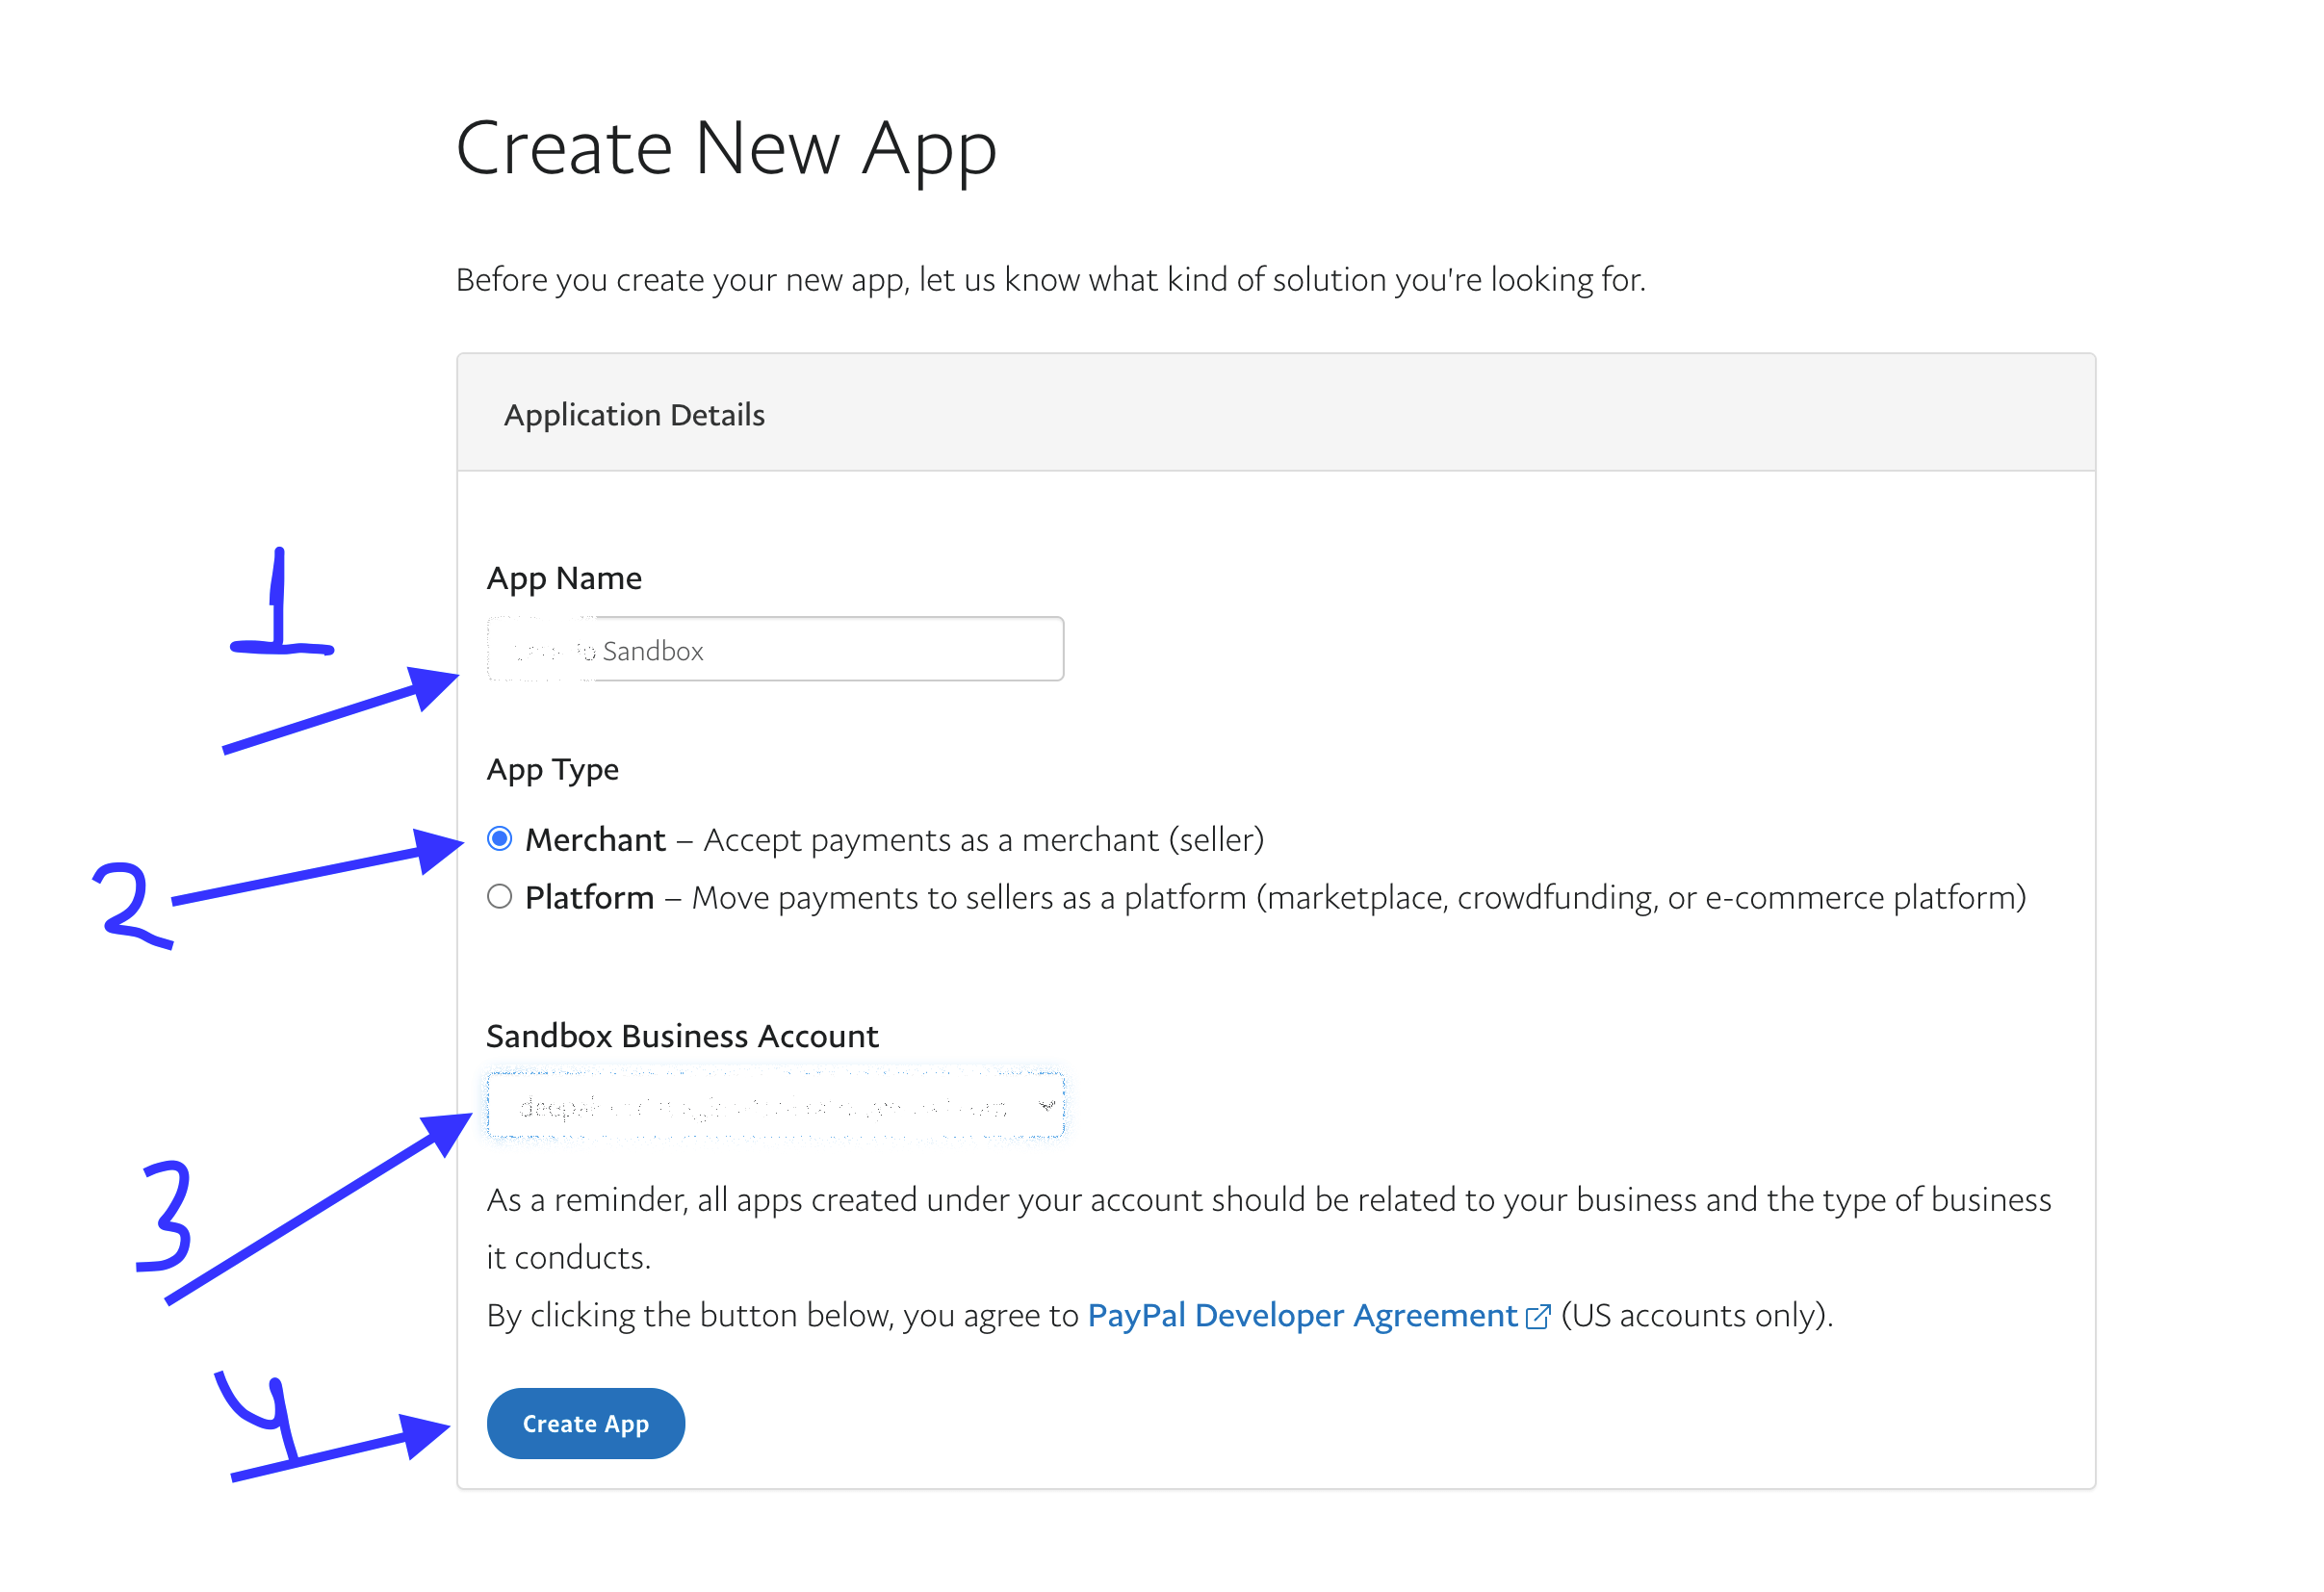 Create New App
Before you create your new app, let us know what kind of solution you're looking for.
Application Details
1
App Name
Sandbox
App Type
Merchant – Accept payments as a merchant (seller)
2
Platform – Move payments to sellers as a platform (marketplace, crowdfunding, or e-commerce platform)
Sandbox Business Account
3
As a reminder, all apps created under your account should be related to your business and the type of business
it conducts.
By clicking the button below, you agree to PayPal Developer Agreement (US accounts only).
4
Create App